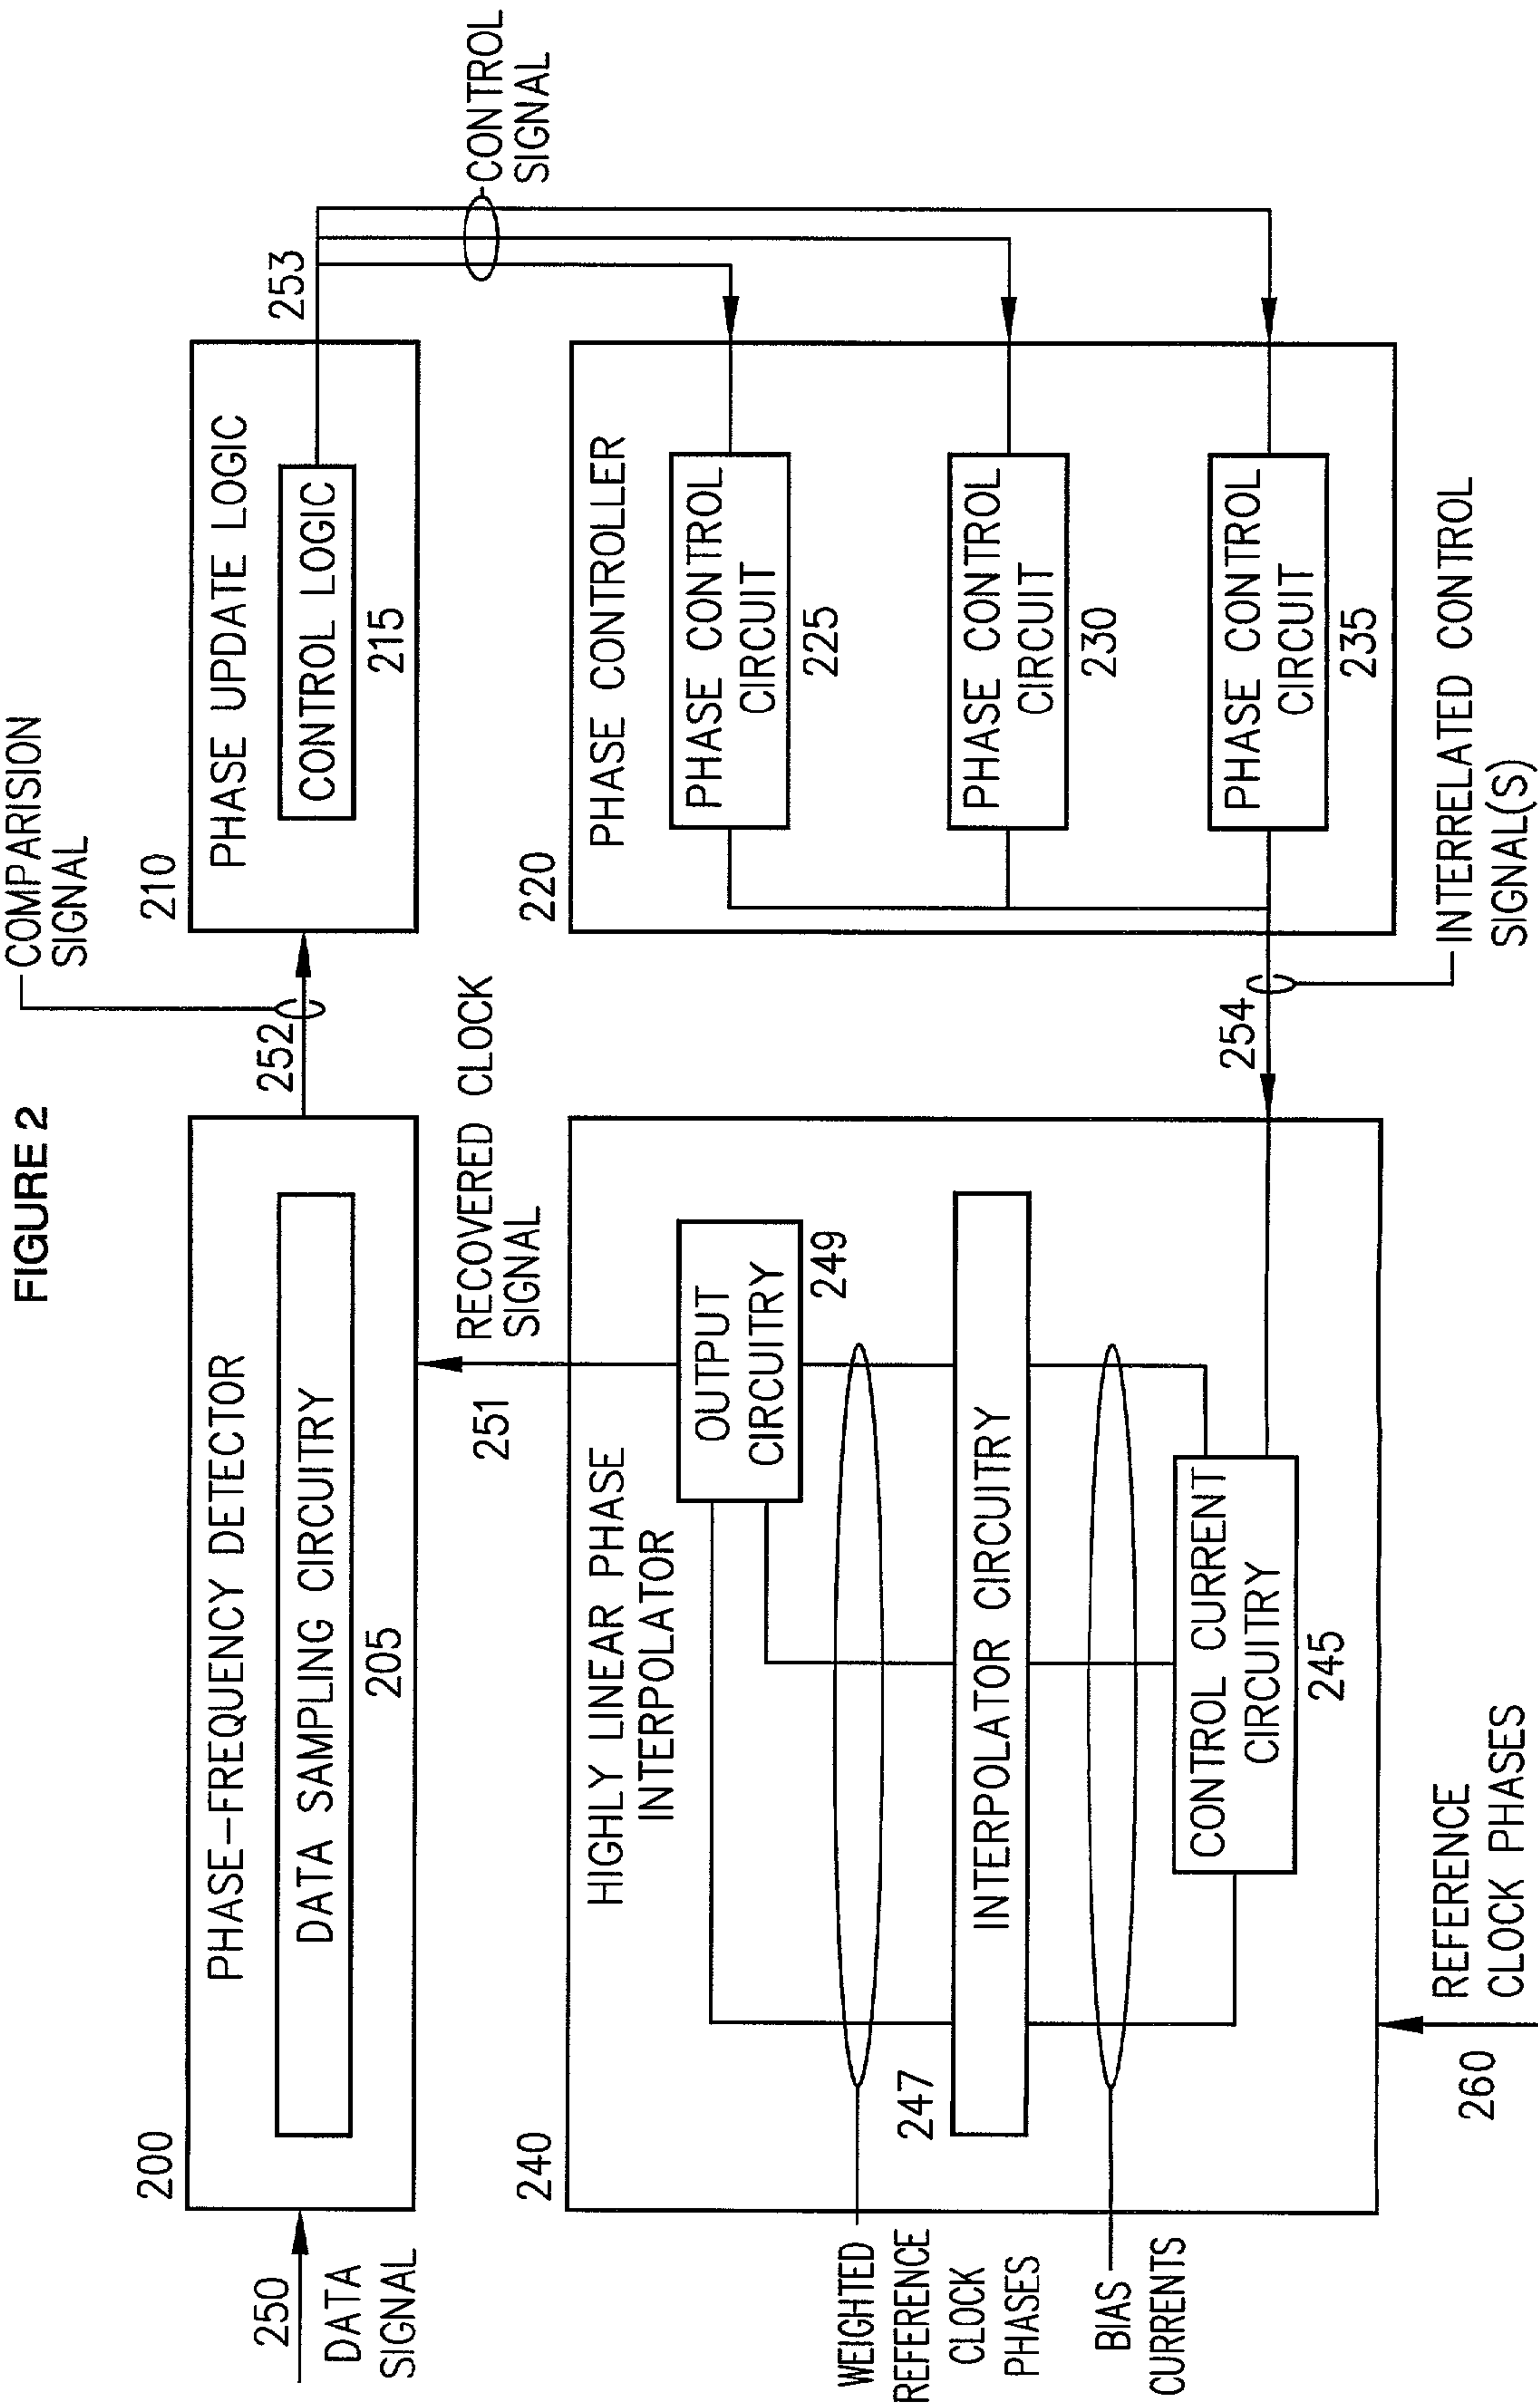 FIGURE 2
250
DATA
SIGNAL
200
PHASE-FREQUENCY DETECTOR
DATA SAMPLING CIRCUITRY
205
252
COMPARISION
SIGNAL
210
PHASE UPDATE LOGIC
CONTROL LOGIC
215
253
CONTROL
SIGNAL
251
RECOVERED CLOCK
SIGNAL
240
HIGHLY LINEAR PHASE
INTERPOLATOR
OUTPUT
CIRCUITRY
249
WEIGHTED
REFERENCE
CLOCK
PHASES
247
INTERPOLATOR CIRCUITRY
BIAS
CURRENTS
CONTROL CURRENT
CIRCUITRY
245
260
REFERENCE
CLOCK PHASES
220
PHASE CONTROLLER
PHASE CONTROL
CIRCUIT
225
PHASE CONTROL
CIRCUIT
230
PHASE CONTROL
CIRCUIT
235
254
INTERRELATED CONTROL
SIGNAL(S)